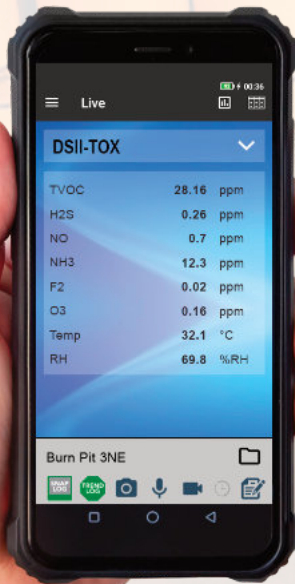 00:36
Live
DSII-TOX
TVOC 28.16 ppm
H2S 0.26 ppm
NO 0.7 ppm
NH3 12.3 ppm
F2 0.02 ppm
O3 0.16 ppm
Temp 32.1 °C
RH 69.8 %RH
Burn Pit 3NE
SNAP LOG TREND LOG